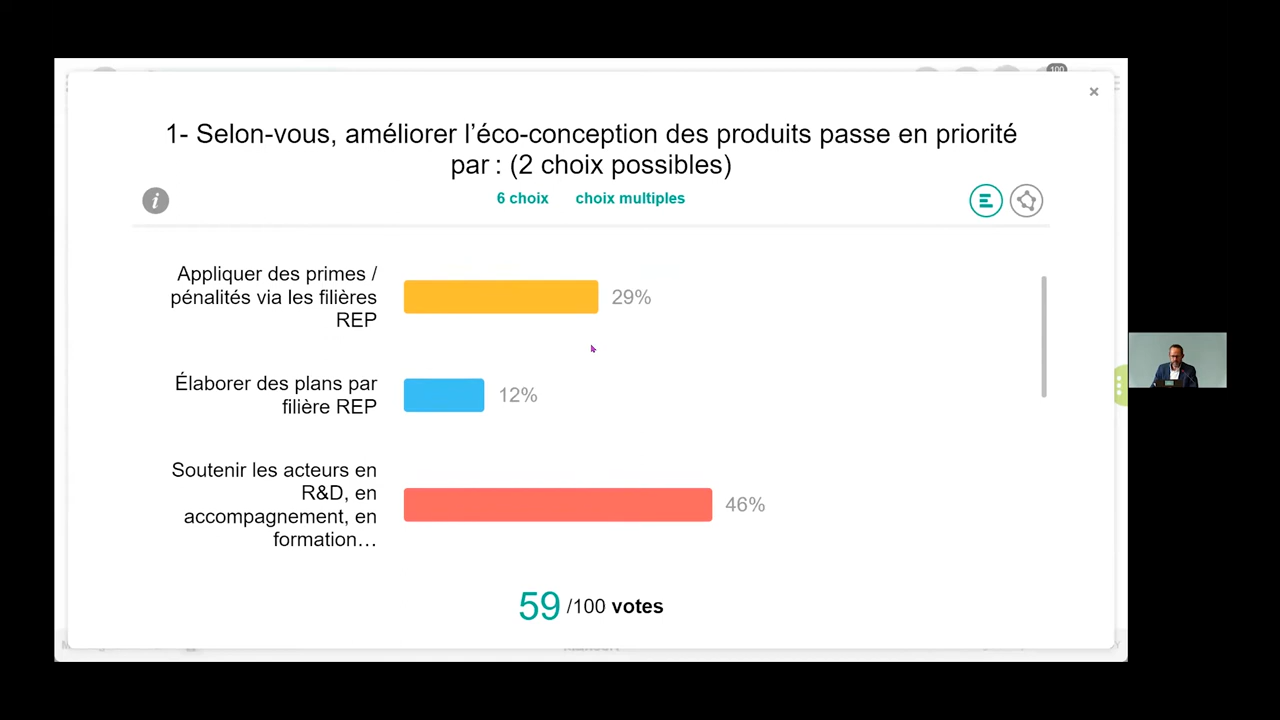 100
×
1- Selon-vous, améliorer l’éco-conception des produits passe en priorité
par : (2 choix possibles)
i
6 choix choix multiples
Appliquer des primes /
pénalités via les filières
REP
29%
Élaborer des plans par
filière REP
12%
Soutenir les acteurs en
R&D, en
accompagnement, en
formation…
46%
59 /100 votes